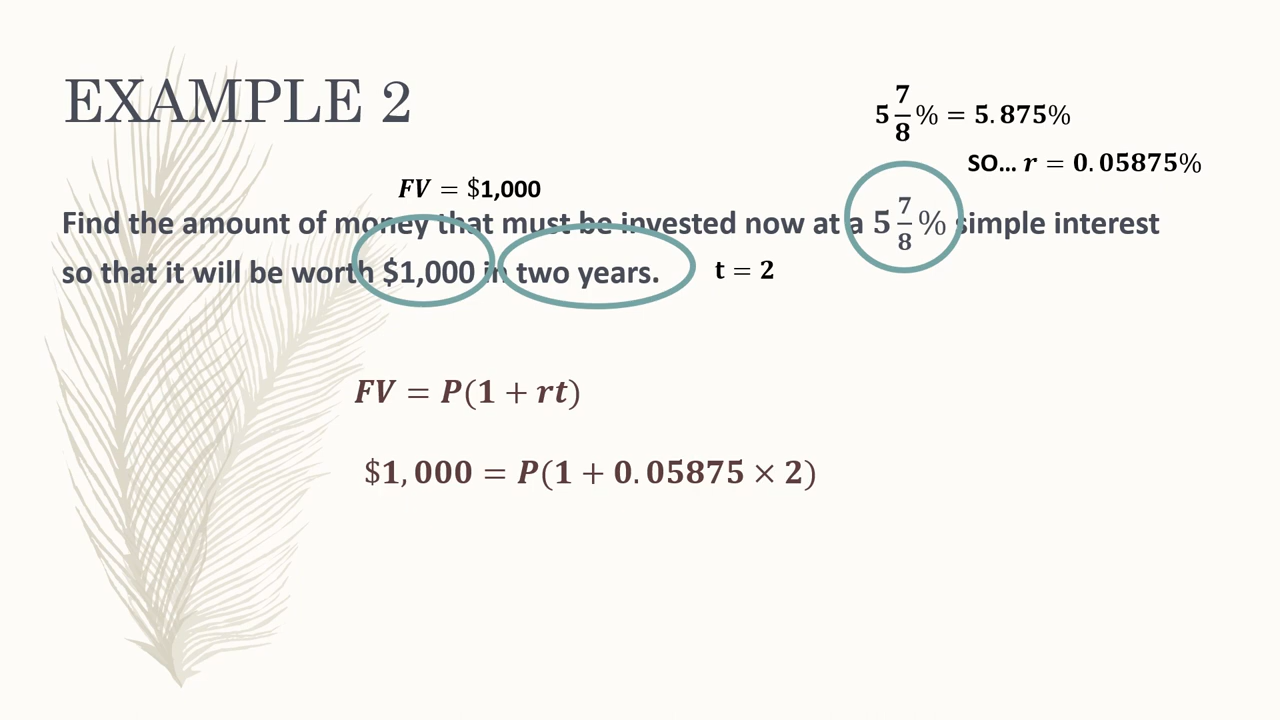 EXAMPLE 2
5 7/8 % = 5.875%
SO... r = 0.05875%
FV = $1,000
Find the amount of money that must be invested now at a 5 7/8 % simple interest
so that it will be worth $1,000 in two years.
t = 2
FV = P(1 + rt)
$1,000 = P(1 + 0.05875 × 2)